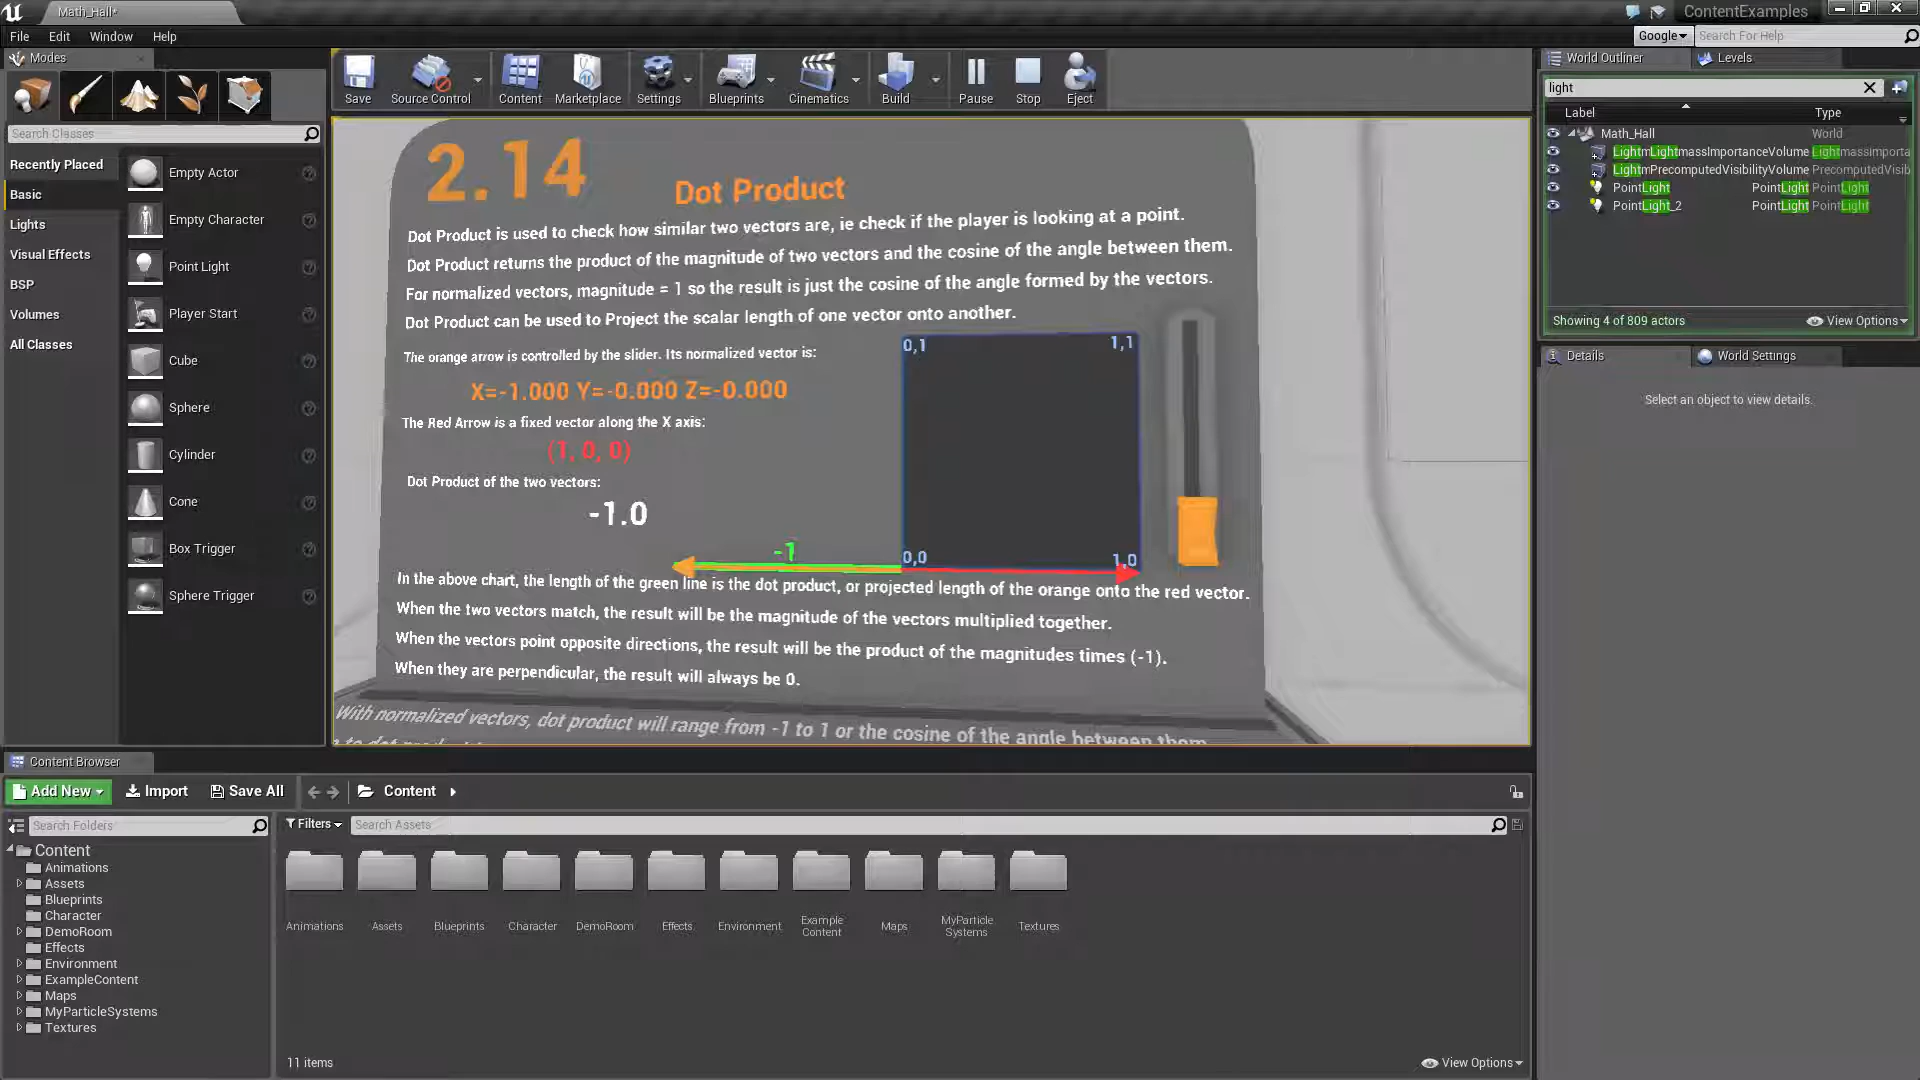 Math_Hall*
ContentExamples
File Edit Window Help
Google
Search For Help
Modes
Save
Source Control
Content
Marketplace
Settings
Blueprints
Cinematics
Build
Pause
Stop
Eject
Search Classes
Recently Placed
Basic
Lights
Visual Effects
BSP
Volumes
All Classes
Empty Actor
Empty Character
Point Light
Player Start
Cube
Sphere
Cylinder
Cone
Box Trigger
Sphere Trigger
2.14
Dot Product
Dot Product is used to check how similar two vectors are, ie check if the player is looking at a point.
Dot Product returns the product of the magnitude of two vectors and the cosine of the angle between them.
For normalized vectors, magnitude = 1 so the result is just the cosine of the angle formed by the vectors.
Dot Product can be used to Project the scalar length of one vector onto another.
The orange arrow is controlled by the slider. Its normalized vector is:
X=-1.000 Y=-0.000 Z=-0.000
The Red Arrow is a fixed vector along the X axis:
(1, 0, 0)
Dot Product of the two vectors:
-1.0
0,1
1,1
-1
0,0
1,0
In the above chart, the length of the green line is the dot product, or projected length of the orange onto the red vector.
When the two vectors match, the result will be the magnitude of the vectors multiplied together.
When the vectors point opposite directions, the result will be the product of the magnitudes times (-1).
When they are perpendicular, the result will always be 0.
With normalized vectors, dot product will range from -1 to 1 or the cosine of the angle between them
World Outliner
Levels
light
Label Type
Math_Hall World
LightmLightmassImportanceVolume Lightmassimporta
LightmPrecomputedVisibilityVolume PrecomputedVisib
PointLight PointLight PointLight
PointLight_2 PointLight PointLight
Showing 4 of 809 actors
View Options
Details
World Settings
Select an object to view details.
Content Browser
Add New
Import
Save All
Content
Search Folders
Filters
Search Assets
Content
Animations
Assets
Blueprints
Character
DemoRoom
Effects
Environment
ExampleContent
Maps
MyParticleSystems
Textures
Animations
Assets
Blueprints
Character
DemoRoom
Effects
Environment
Example
Content
Maps
MyParticle
Systems
Textures
11 items
View Options